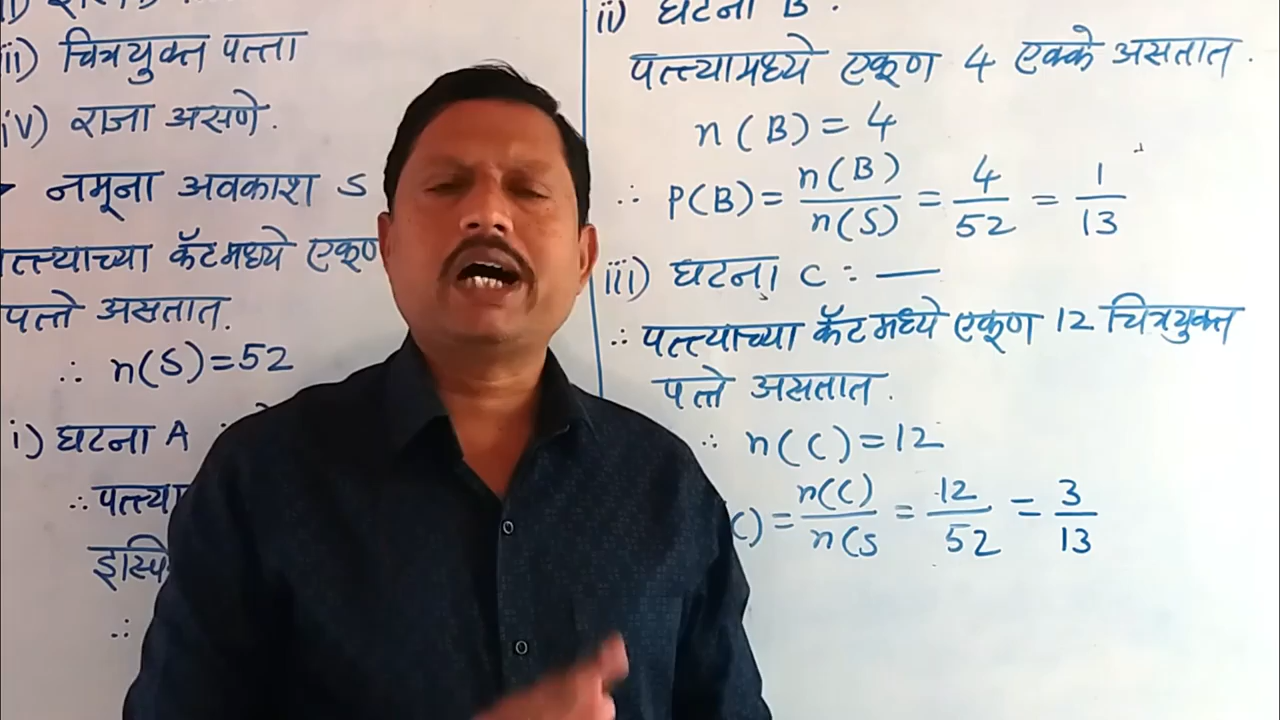 iii) चित्रयुक्त पत्ता
iv) राजा असणे.
नमूना अवकाश S
पत्त्याच्या कॅटमध्ये एकूण
पत्ते असतात.
∴ n(S)=52
i) घटना A :
∴ पत्त्या
इस्पि
∴
ii) घटना B :
पत्त्यामध्ये एकूण 4 एक्के असतात.
n(B)=4
∴ P(B)= n(B)/n(S) = 4/52 = 1/13
iii) घटना C : —
∴ पत्त्याच्या कॅटमध्ये एकूण 12 चित्रयुक्त
पत्ते असतात.
∴ n(C)=12
C)= n(C)/n(S = 12/52 = 3/13